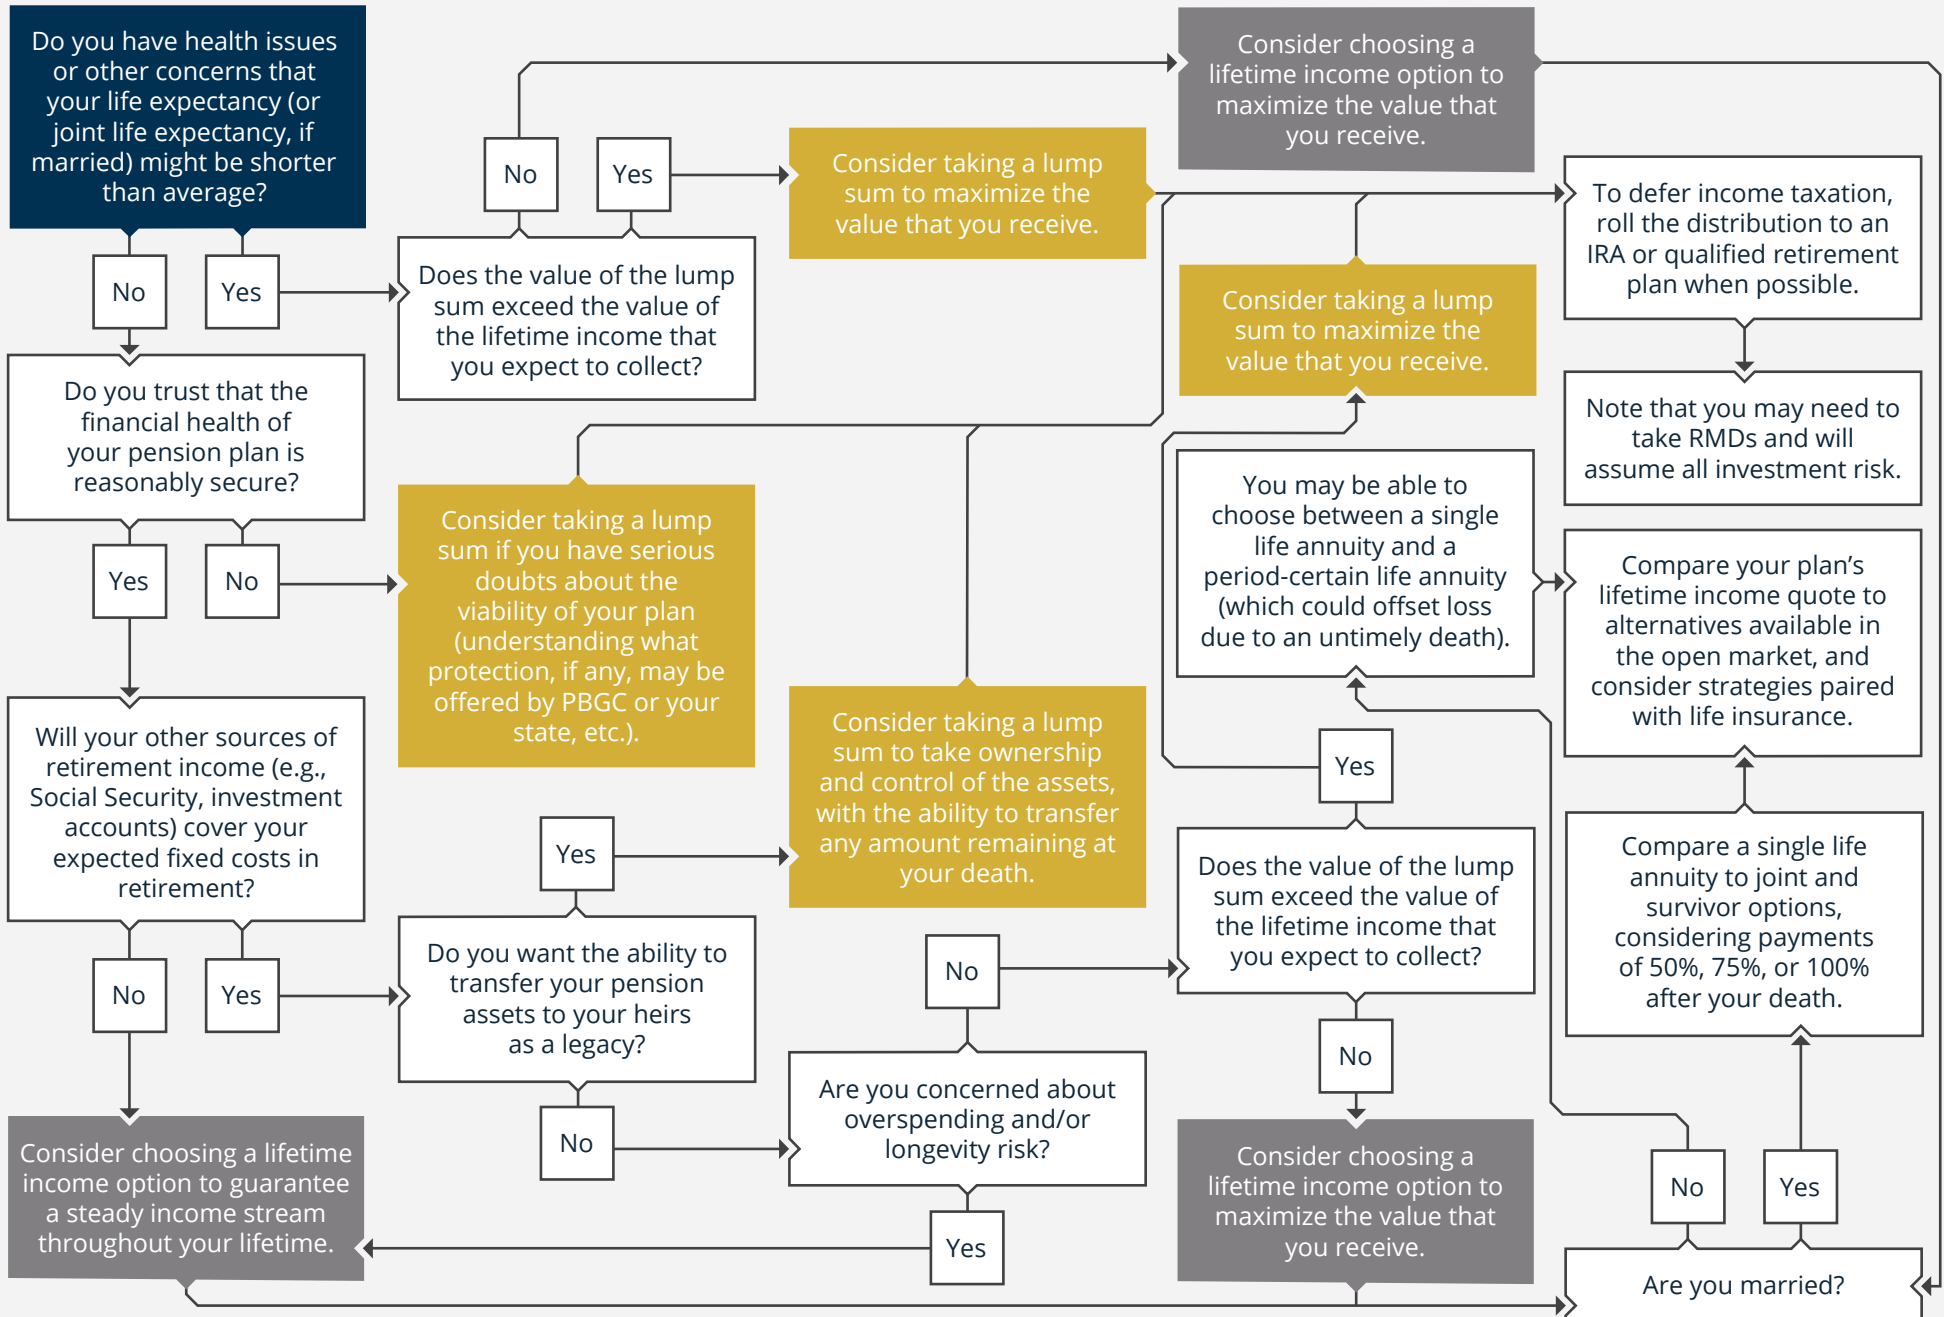 Do you have health issues
or other concerns that
your life expectancy (or
joint life expectancy, if
married) might be shorter
than average?
No
Yes
Does the value of the lump
sum exceed the value of
the lifetime income that
you expect to collect?
No
Yes
Consider taking a lump
sum to maximize the
value that you receive.
Consider choosing a
lifetime income option to
maximize the value that
you receive.
To defer income taxation,
roll the distribution to an
IRA or qualified retirement
plan when possible.
Note that you may need to
take RMDs and will
assume all investment risk.
Do you trust that the
financial health of
your pension plan is
reasonably secure?
Yes
No
Consider taking a lump
sum if you have serious
doubts about the
viability of your plan
(understanding what
protection, if any, may be
offered by PBGC or your
state, etc.).
Will your other sources of
retirement income (e.g.,
Social Security, investment
accounts) cover your
expected fixed costs in
retirement?
No
Yes
Do you want the ability to
transfer your pension
assets to your heirs
as a legacy?
Yes
No
Consider taking a lump
sum to take ownership
and control of the assets,
with the ability to transfer
any amount remaining at
your death.
Are you concerned about
overspending and/or
longevity risk?
No
Yes
Consider choosing a lifetime
income option to guarantee
a steady income stream
throughout your lifetime.
Does the value of the lump
sum exceed the value of
the lifetime income that
you expect to collect?
Yes
No
Consider taking a lump
sum to maximize the
value that you receive.
Consider choosing a
lifetime income option to
maximize the value that
you receive.
Are you married?
No
Yes
You may be able to
choose between a single
life annuity and a
period-certain life annuity
(which could offset loss
due to an untimely death).
Compare a single life
annuity to joint and
survivor options,
considering payments
of 50%, 75%, or 100%
after your death.
Compare your plan’s
lifetime income quote to
alternatives available in
the open market, and
consider strategies paired
with life insurance.